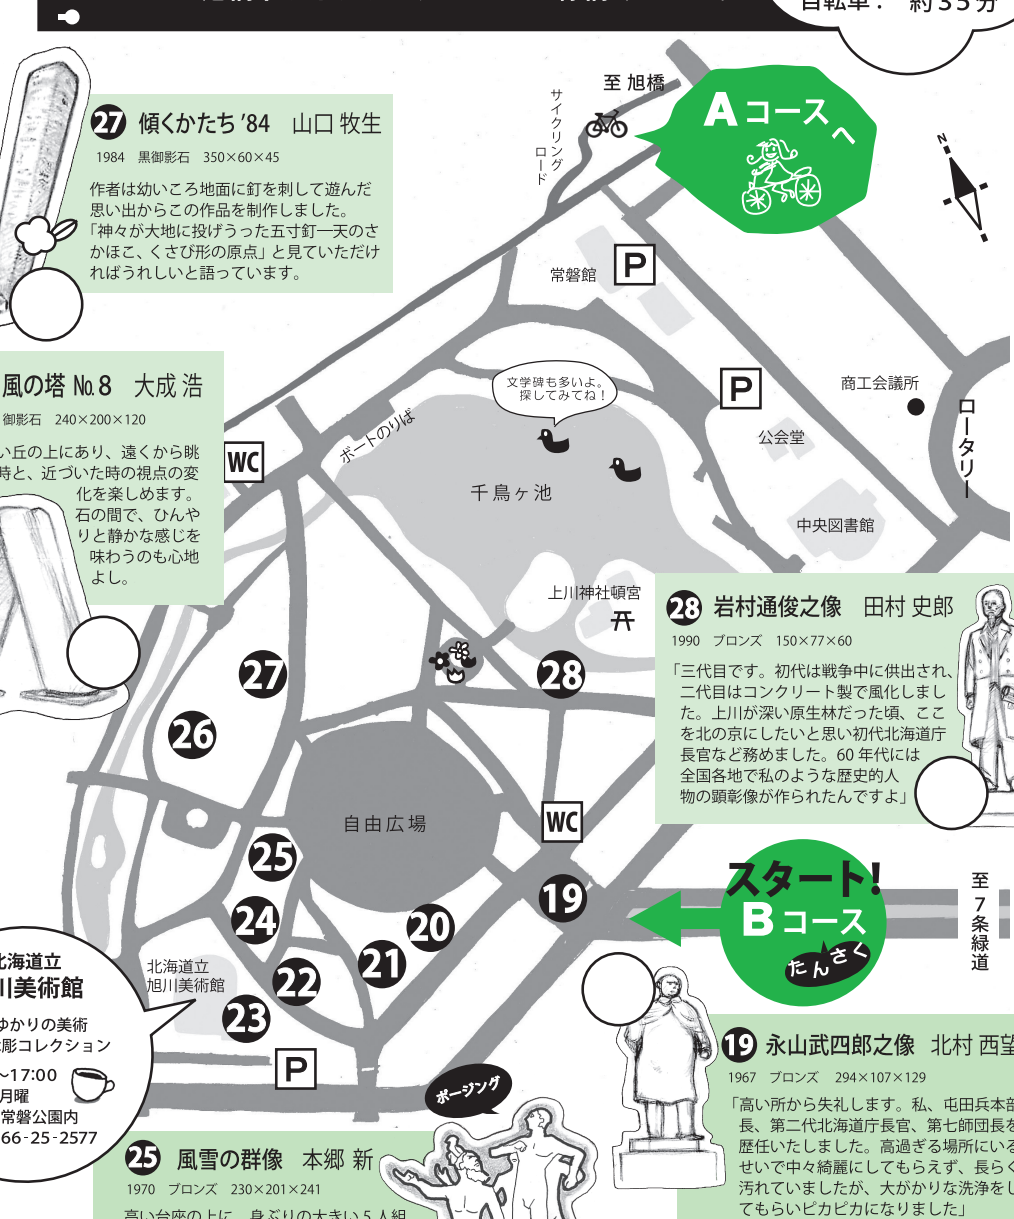 自転車： 約35分
27 傾くかたち ’84 山口 牧生
1984 黒御影石 350×60×45
作者は幼いころ地面に釘を刺して遊んだ
思い出からこの作品を制作しました。
「神々が大地に投げうった五寸釘─天のさ
かほこ、くさび形の原点」と見ていただけ
ればうれしいと語っています。
至 旭橋
サイクリング
ロード
A コース
へ
N
常磐館
P
風の塔 No.8 大成 浩
御影石 240×200×120
い丘の上にあり、遠くから眺
時と、近づいた時の視点の変
化を楽しめます。
石の間で、ひんや
りと静かな感じを
味わうのも心地
よし。
WC
ボートのりば
文学碑も多いよ。
探してみてね！
千鳥ヶ池
P
公会堂
商工会議所
ロータリー
中央図書館
上川神社頓宮
28 岩村通俊之像 田村 史郎
1990 ブロンズ 150×77×60
「三代目です。初代は戦争中に供出され、
二代目はコンクリート製で風化しまし
た。上川が深い原生林だった頃、ここ
を北の京にしたいと思い初代北海道庁
長官など務めました。60 年代には
全国各地で私のような歴史的人
物の顕彰像が作られたんですよ」
27
28
26
自由広場
WC
25
19
24
20
21
22
23
スタート！
B コース
たんさく
至 7条緑道
北海道立
旭川美術館
P
北海道立
川美術館
ゆかりの美術
彫コレクション
～17:00
月曜
常磐公園内
66-25-2577
ポージング
25 風雪の群像 本郷 新
1970 ブロンズ 230×201×241
高い台座の上に、身ぶりの大きい 5 人組
19 永山武四郎之像 北村 西望
1967 ブロンズ 294×107×129
「高い所から失礼します。私、屯田兵本部
長、第二代北海道庁長官、第七師団長を
歴任いたしました。高過ぎる場所にいる
せいで中々綺麗にしてもらえず、長らく
汚れていましたが、大がかりな洗浄をし
てもらいピカピカになりました」